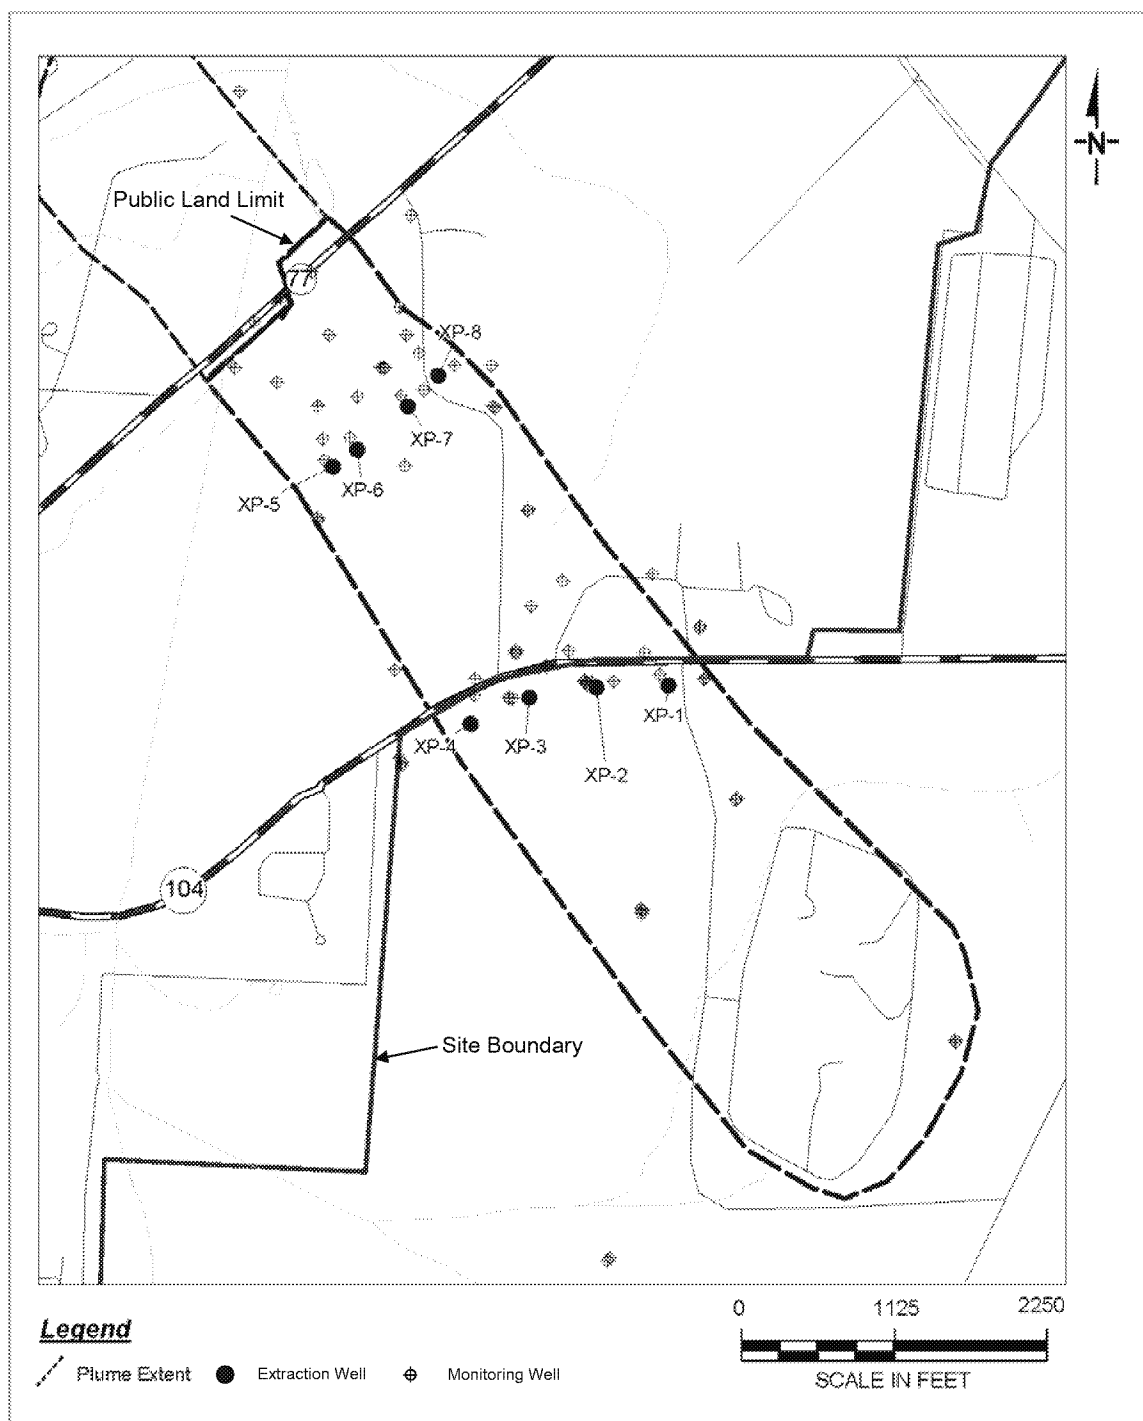 N
Public Land Limit
77
XP-8
XP-7
XP-6
XP-5
XP-1
XP-4
XP-3
XP-2
104
Site Boundary
0 1125 2250
SCALE IN FEET
Legend
Plume Extent Extraction Well Monitoring Well